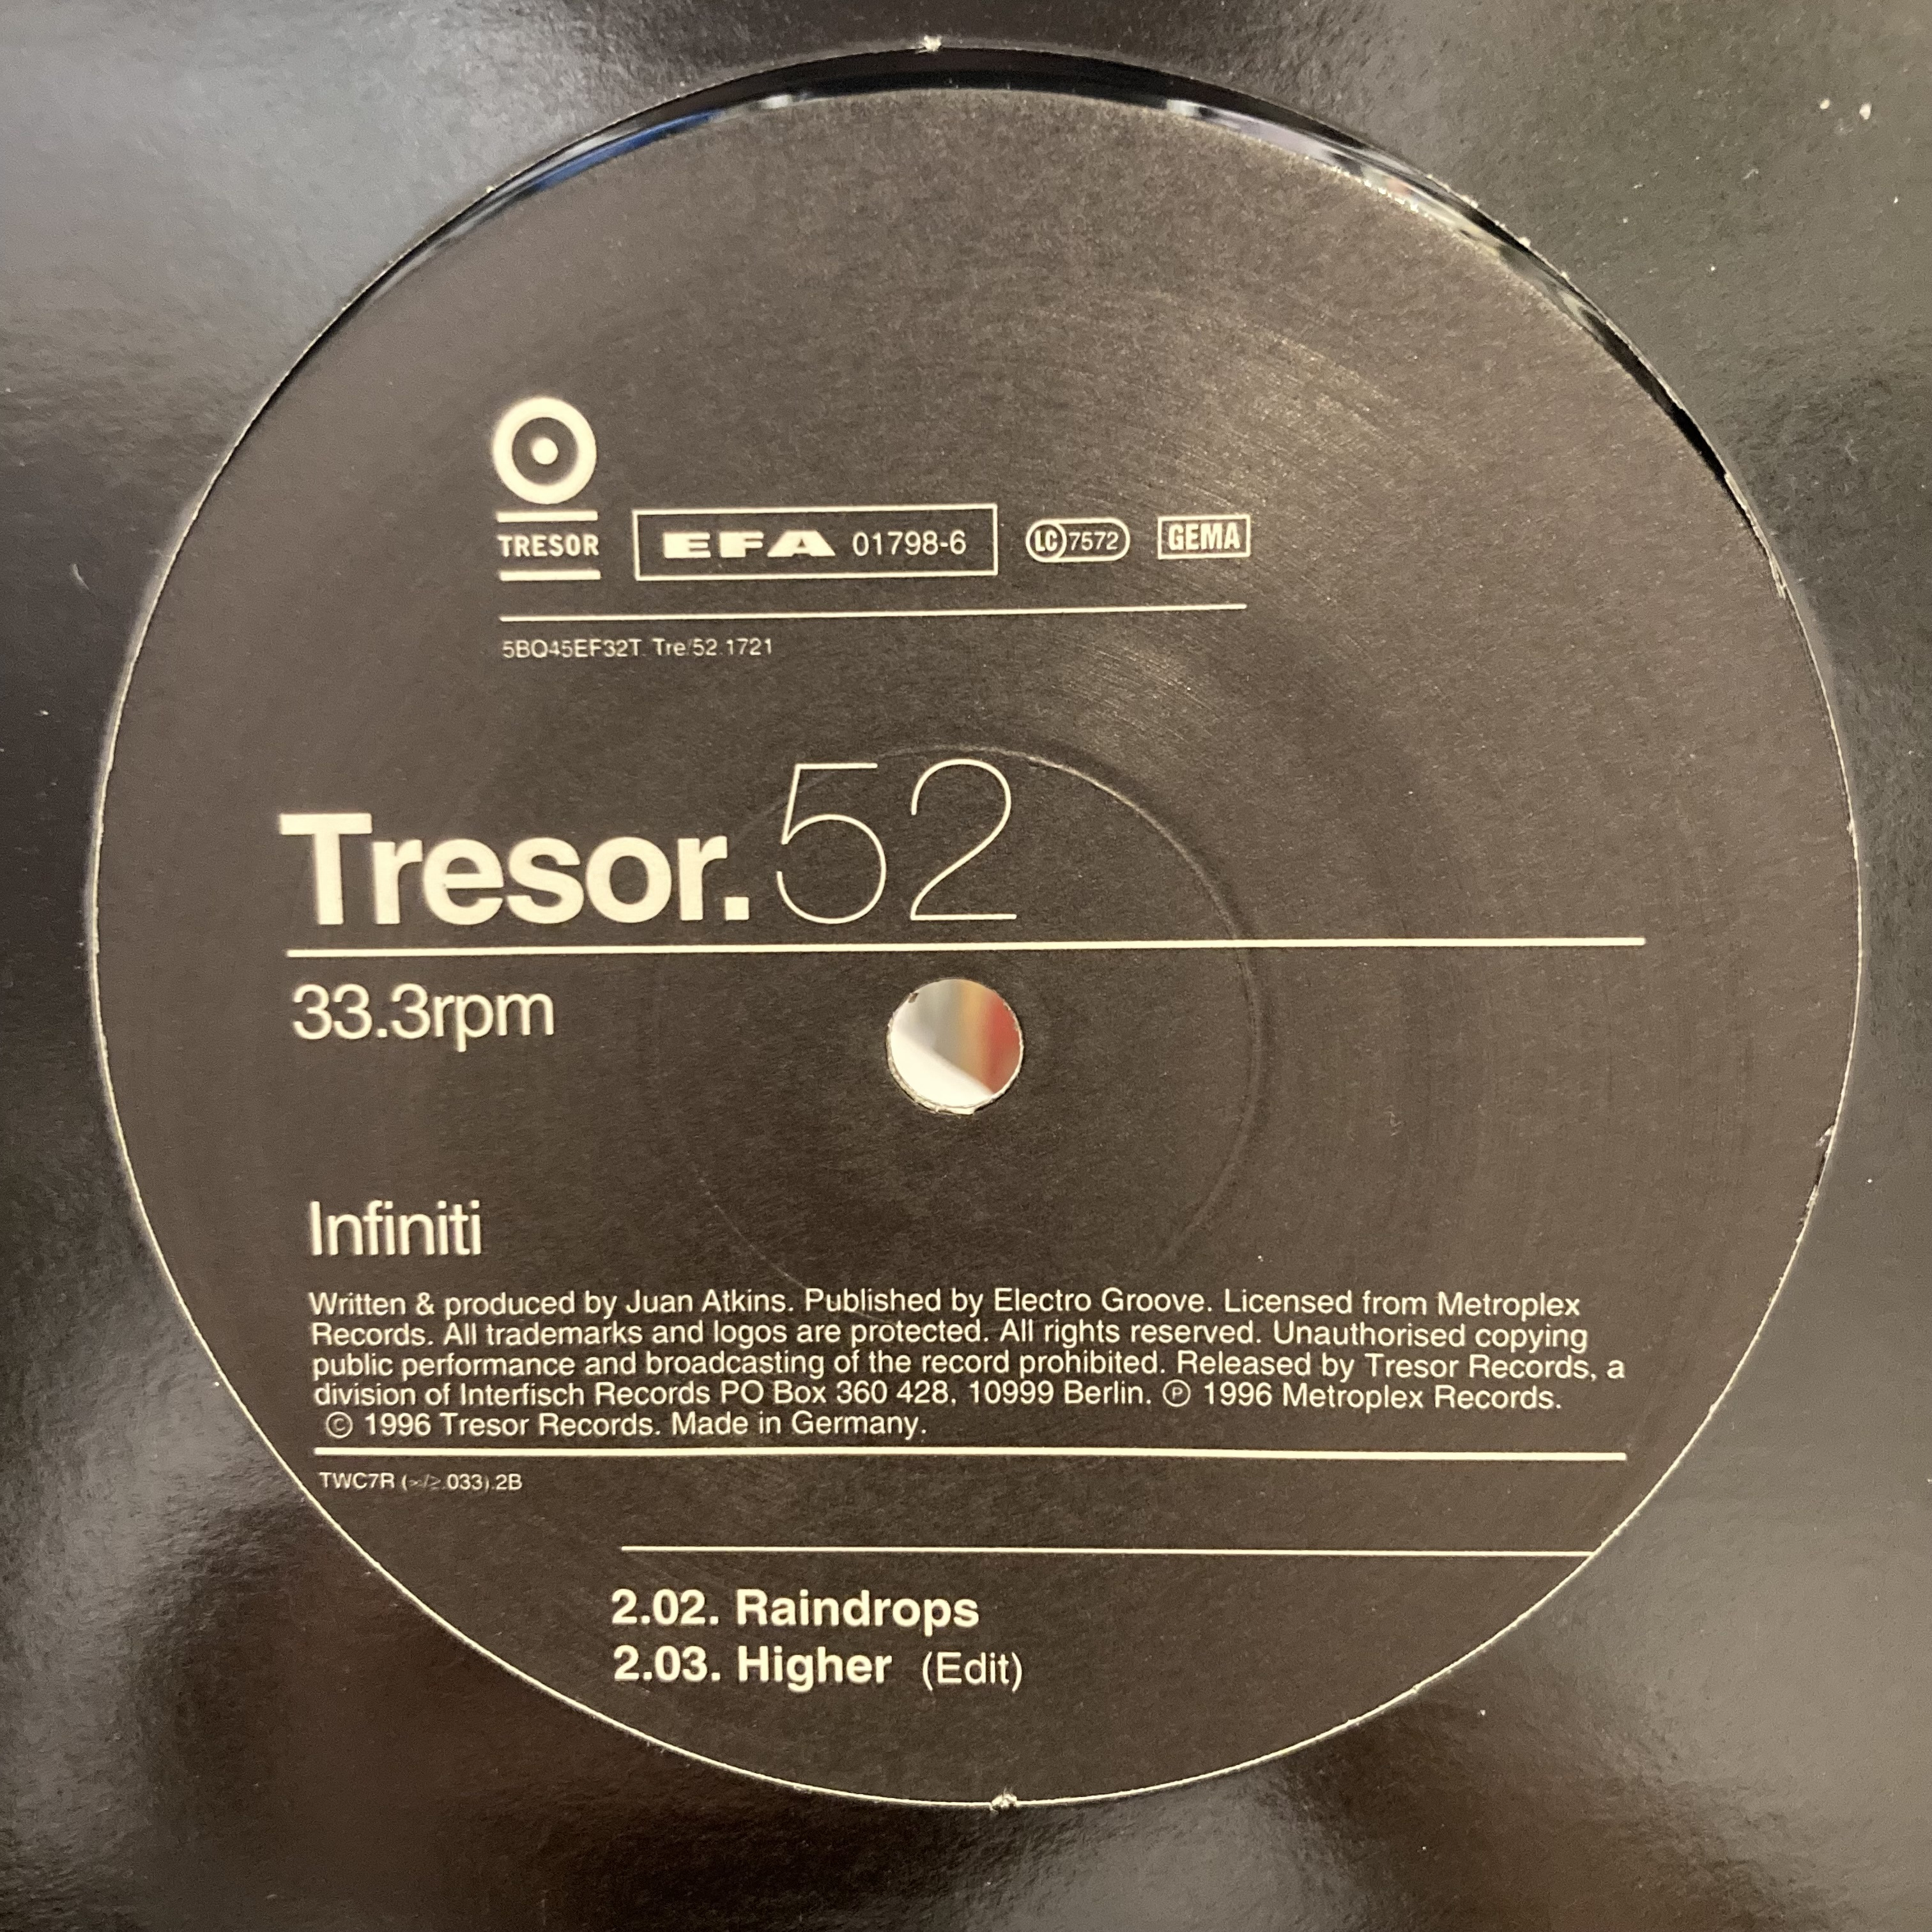 TRESOR
EFA 01798-6
LC 7572
GEMA
5BQ45EF32T. Tre/52.1721
Tresor.52
33.3rpm
Infiniti
Written & produced by Juan Atkins. Published by Electro Groove. Licensed from Metroplex
Records. All trademarks and logos are protected. All rights reserved. Unauthorised copying
public performance and broadcasting of the record prohibited. Released by Tresor Records, a
division of Interfisch Records PO Box 360 428, 10999 Berlin. ℗ 1996 Metroplex Records.
© 1996 Tresor Records. Made in Germany.
TWC7R
2.02. Raindrops
2.03. Higher (Edit)